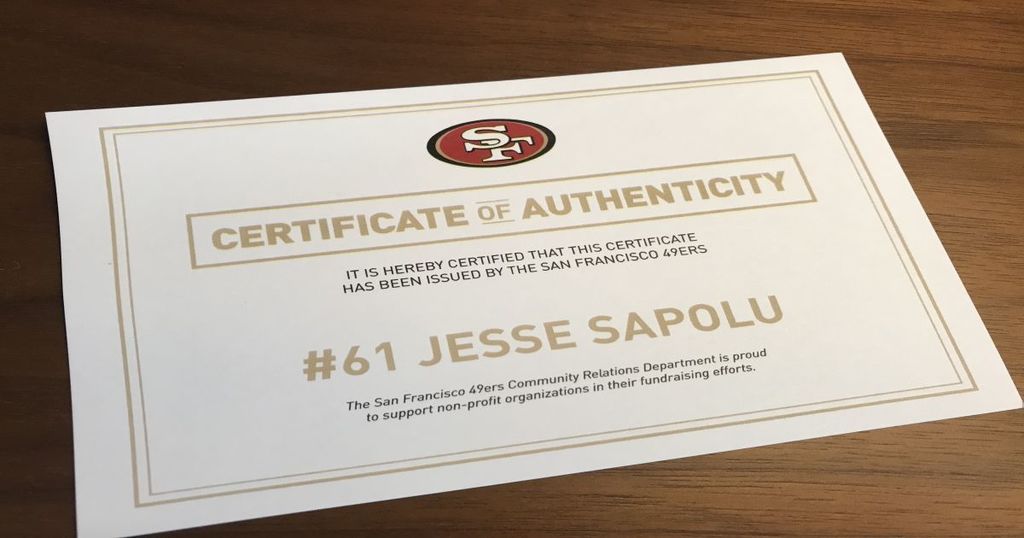 SF
CERTIFICATE OF AUTHENTICITY
IT IS HEREBY CERTIFIED THAT THIS CERTIFICATE
HAS BEEN ISSUED BY THE SAN FRANCISCO 49ERS
#61 JESSE SAPOLU
The San Francisco 49ers Community Relations Department is proud
to support non-profit organizations in their fundraising efforts.